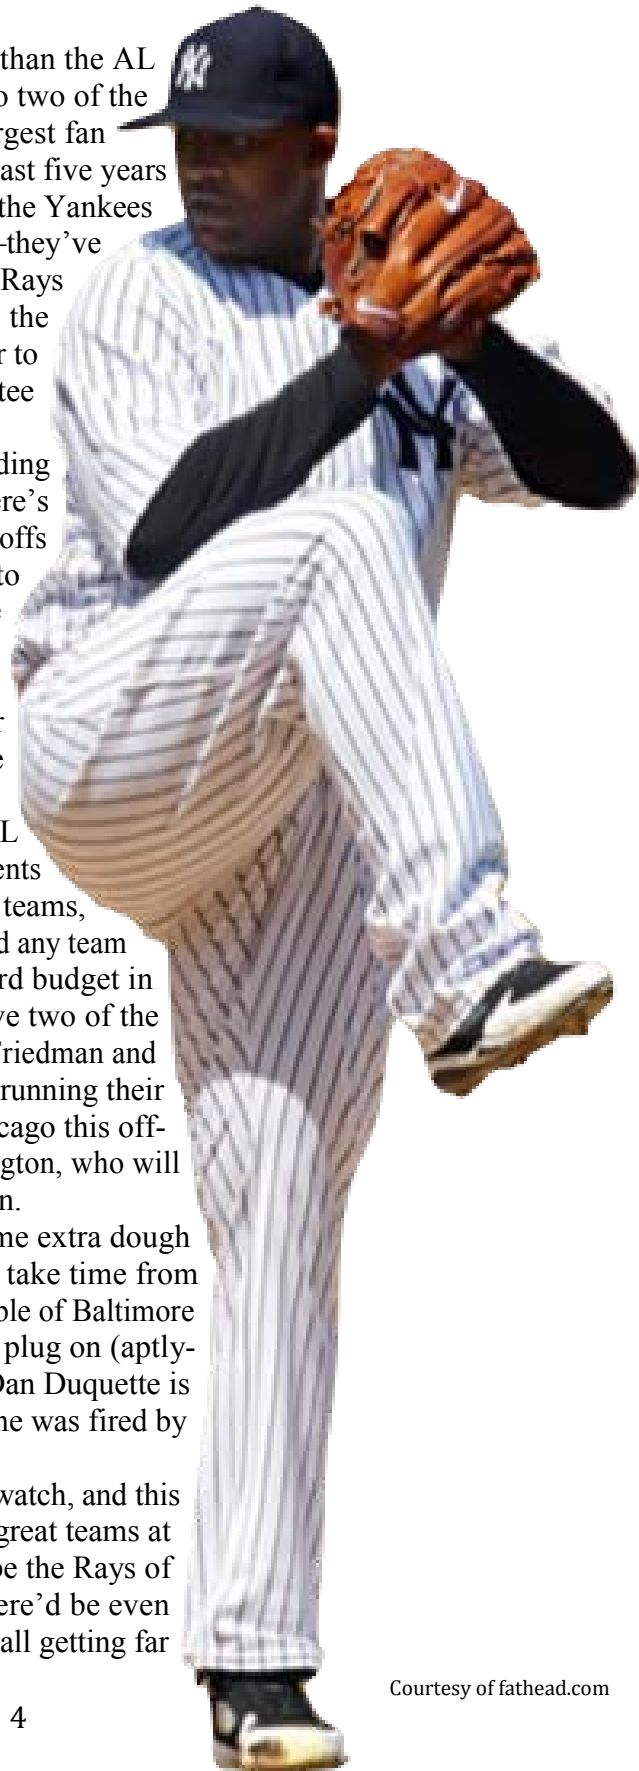 than the AL
two of the
rgest fan
ast five years
the Yankees
they've
Rays
the
r to
tee
ding
ere's
offs
to
e
r
e
L
ents
teams,
d any team
rd budget in
ve two of the
Friedman and
running their
cago this off-
gton, who will
n.
me extra dough
take time from
ple of Baltimore
plug on (aptly-
Dan Duquette is
he was fired by
watch, and this
great teams at
be the Rays of
ere'd be even
all getting far
Courtesy of fathead.com
4
NY
NY